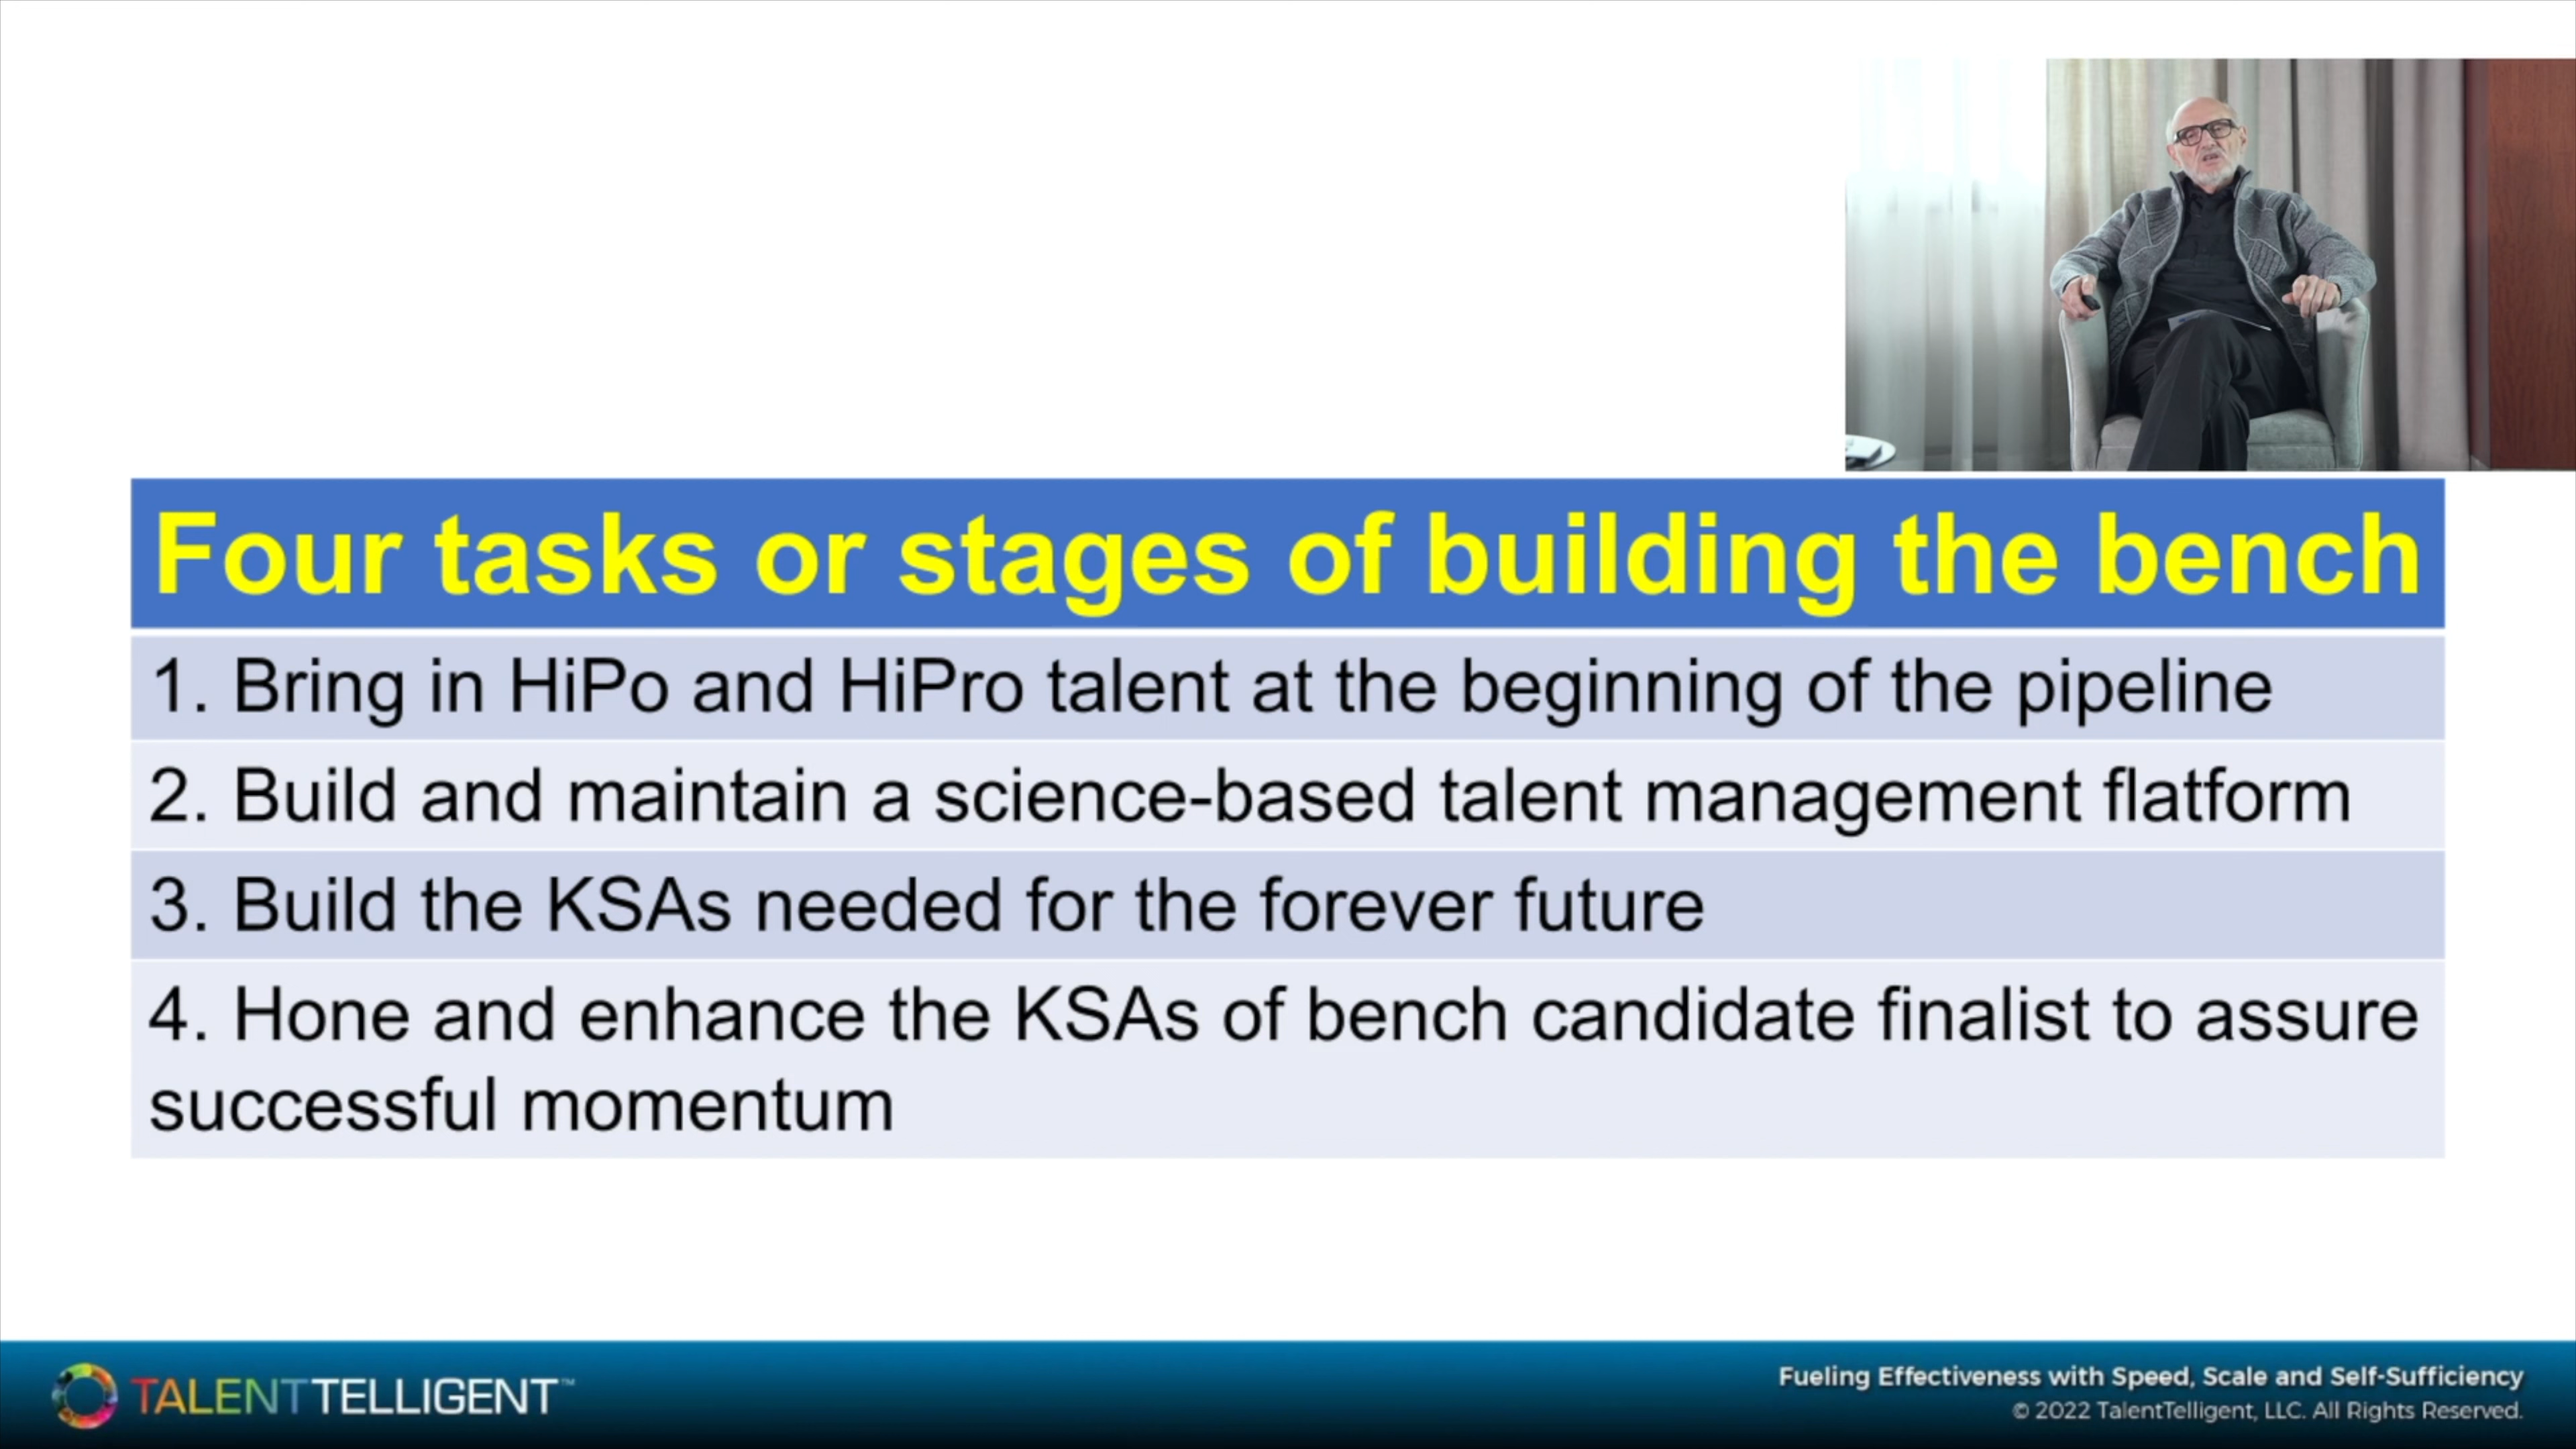 Four tasks or stages of building the bench
1. Bring in HiPo and HiPro talent at the beginning of the pipeline
2. Build and maintain a science-based talent management flatform
3. Build the KSAs needed for the forever future
4. Hone and enhance the KSAs of bench candidate finalist to assure
successful momentum
TALENTTELLIGENT™
Fueling Effectiveness with Speed, Scale and Self-Sufficiency
© 2022 TalentTelligent, LLC. All Rights Reserved.